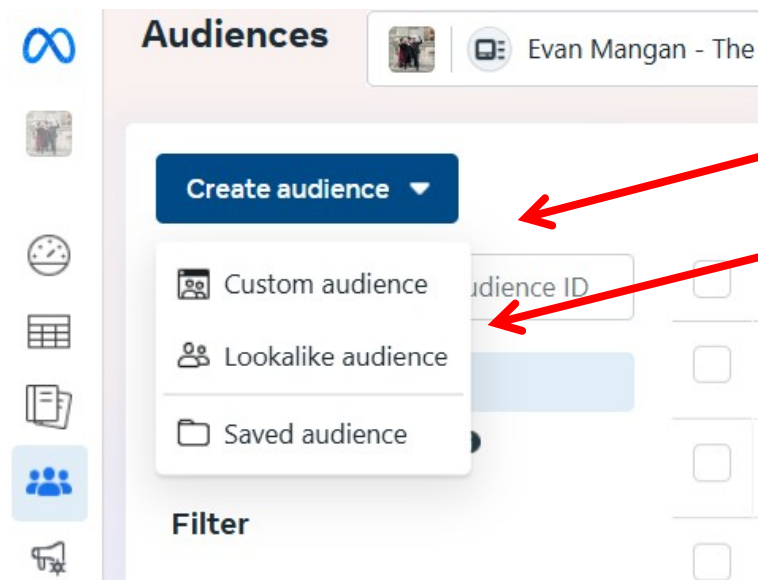 Audiences
Evan Mangan - The
Create audience
Custom audience
udience ID
Lookalike audience
Saved audience
Filter